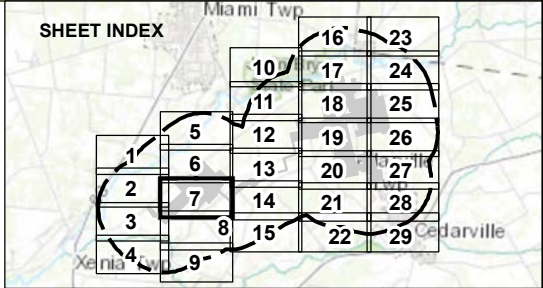 Miami Twp
SHEET INDEX
16 23
10 17 24
11 18 25
5 12 19 26
1 6 13 20 27
2 7 14 21 28
3 8 15 22 29
Cedarville
4 9
Xenia Twp